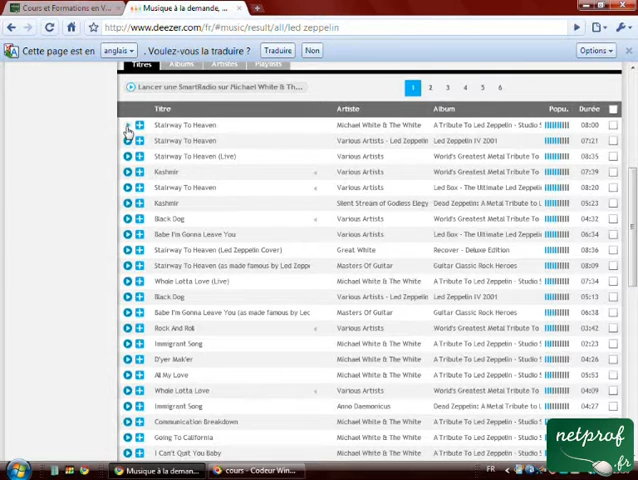 Cours et Formations en V...
Musique à la demande, ...
http://www.deezer.com/fr/#music/result/all/led zeppelin
Cette page est en anglais . Voulez-vous la traduire ? Traduire Non Options
Titres Albums Artistes Playlists
Lancer une SmartRadio sur Michael White & Th... 1 2 3 4 5 6
Titre Artiste Album Popu. Durée
Stairway To Heaven Michael White & The White A Tribute To Led Zeppelin - Studio 08:00
Stairway To Heaven Various Artists - Led Zeppelin Led Zeppelin IV 2001 07:21
Stairway To Heaven (Live) Various Artists World's Greatest Metal Tribute To 08:35
Kashmir Various Artists World's Greatest Metal Tribute To 07:39
Stairway To Heaven Various Artists Led Box - The Ultimate Led Zeppelin 08:20
Kashmir Silent Stream of Godless Elegy Dead Zeppelin: A Metal Tribute to 05:23
Black Dog Various Artists World's Greatest Metal Tribute To 04:32
Babe I'm Gonna Leave You Various Artists Led Box - The Ultimate Led Zeppelin 06:34
Stairway To Heaven (Led Zeppelin Cover) Great White Recover - Deluxe Edition 08:36
Stairway To Heaven (as made famous by Led Zeppe Masters Of Guitar Guitar Classic Rock Heroes 08:09
Whole Lotta Love (Live) Michael White & The White A Tribute To Led Zeppelin - Studio 07:34
Black Dog Various Artists - Led Zeppelin Led Zeppelin IV 2001 05:13
Babe I'm Gonna Leave You (as made famous by Led Masters Of Guitar Guitar Classic Rock Heroes 06:38
Rock And Roll Various Artists World's Greatest Metal Tribute To 03:42
Immigrant Song Michael White & The White A Tribute To Led Zeppelin - Studio 02:23
D'yer Mak'er Michael White & The White A Tribute To Led Zeppelin - Studio 04:26
All My Love Michael White & The White A Tribute To Led Zeppelin - Studio 05:53
Whole Lotta Love Various Artists World's Greatest Metal Tribute To 04:09
Immigrant Song Anno Daemonicus Dead Zeppelin: A Metal Tribute to 04:27
Communication Breakdown Michael White & The White A Tribute To Led Zeppelin - Studio
Going To California Michael White & The White A Tribute To Led Zeppelin - Studio
I Can't Quit You Baby Michael White & The White A Tribute To Led Zeppelin - Studio
netprof
.fr
Musique à la deman... cours - Codeur Win... FR